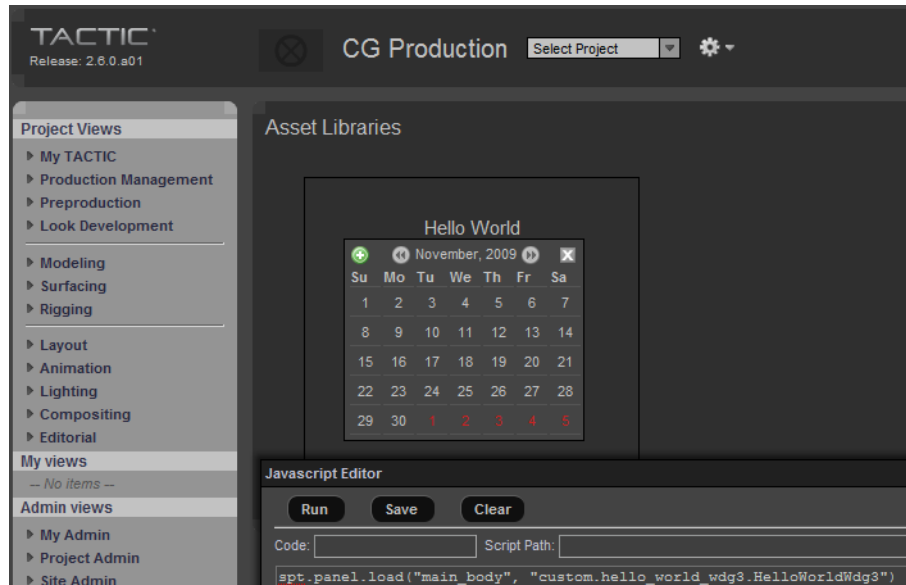 TACTIC
Release: 2.6.0.a01
CG Production
Select Project
Project Views
My TACTIC
Production Management
Preproduction
Look Development
Modeling
Surfacing
Rigging
Layout
Animation
Lighting
Compositing
Editorial
My views
-- No items --
Admin views
My Admin
Project Admin
Site Admin
Asset Libraries
Hello World
November, 2009
Su Mo Tu We Th Fr Sa
1 2 3 4 5 6 7
8 9 10 11 12 13 14
15 16 17 18 19 20 21
22 23 24 25 26 27 28
29 30 1 2 3 4 5
Javascript Editor
Run Save Clear
Code: Script Path:
spt.panel.load("main_body", "custom.hello_world_wdg3.HelloWorldWdg3")